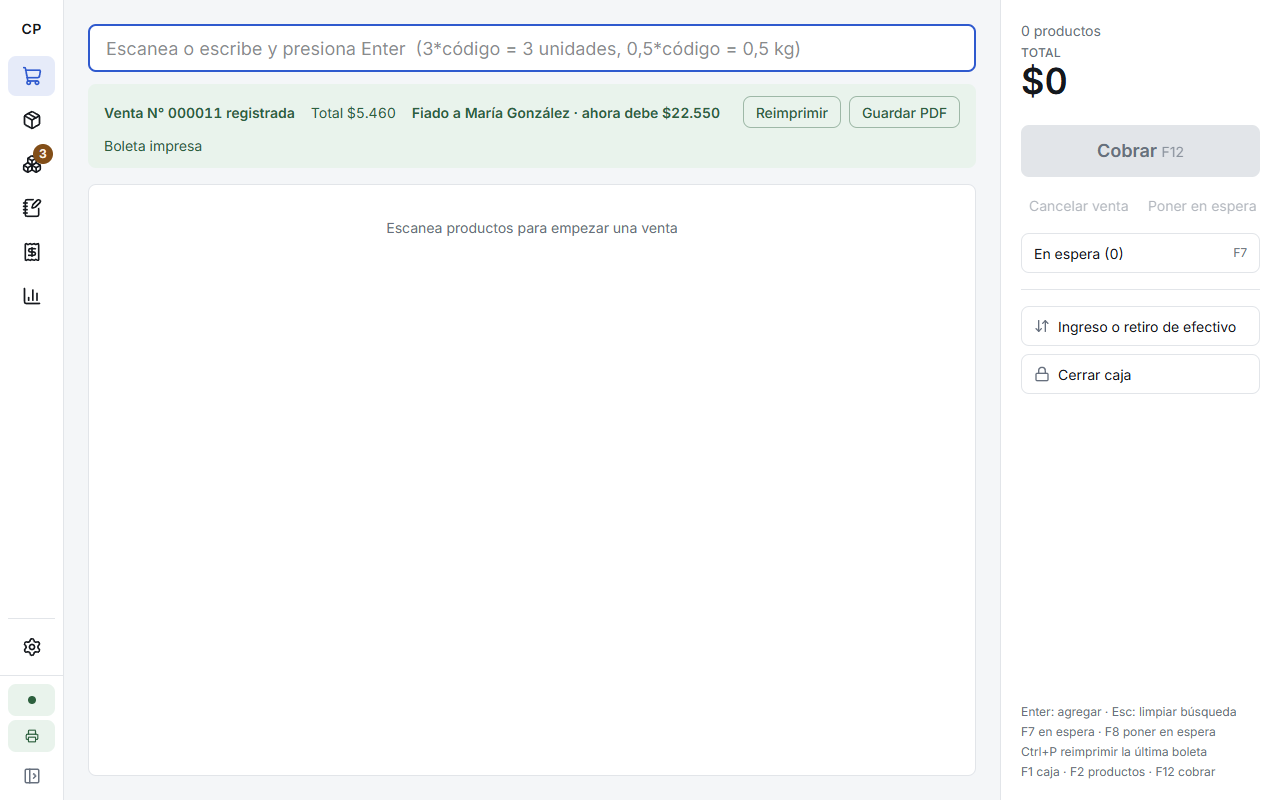 CP
3
Escanea o escribe y presiona Enter  (3*código = 3 unidades, 0,5*código = 0,5 kg)
Venta N° 000011 registrada Total $5.460 Fiado a María González · ahora debe $22.550 Reimprimir Guardar PDF
Boleta impresa
Escanea productos para empezar una venta
0 productos
TOTAL
$0
Cobrar F12
Cancelar venta Poner en espera
En espera (0) F7
Ingreso o retiro de efectivo
Cerrar caja
Enter: agregar · Esc: limpiar búsqueda
F7 en espera · F8 poner en espera
Ctrl+P reimprimir la última boleta
F1 caja · F2 productos · F12 cobrar